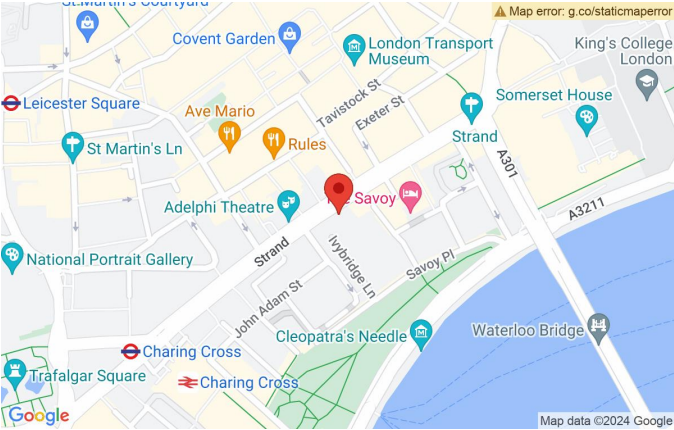 St.Martin's Courtyard
Map error: g.co/staticmaperror
Covent Garden
London Transport
Museum
King's College
London
Leicester Square
Tavistock St
Exeter St
Somerset House
Ave Mario
Rules
Strand
St Martin's Ln
A301
Savoy
Adelphi Theatre
A3211
Strand
Ivybridge Ln
National Portrait Gallery
Savoy Pl
John Adam St
Cleopatra's Needle
Waterloo Bridge
Charing Cross
Trafalgar Square
Charing Cross
Google
Map data ©2024 Google